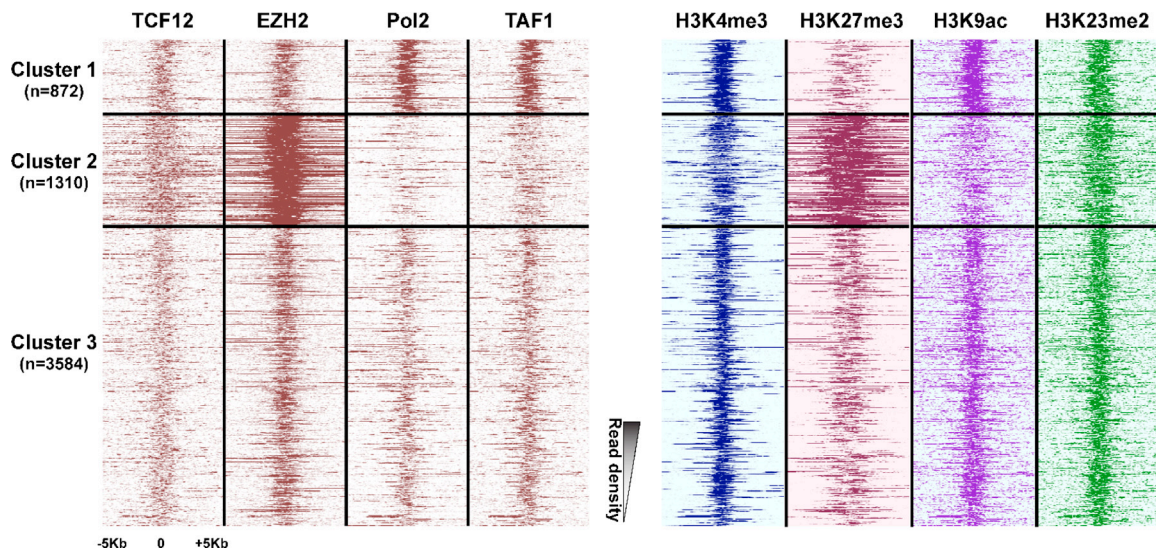 TCF12 EZH2 Pol2 TAF1 H3K4me3 H3K27me3 H3K9ac H3K23me2
Cluster 1
(n=872)
Cluster 2
(n=1310)
Cluster 3
(n=3584)
Read density
-5Kb 0 +5Kb